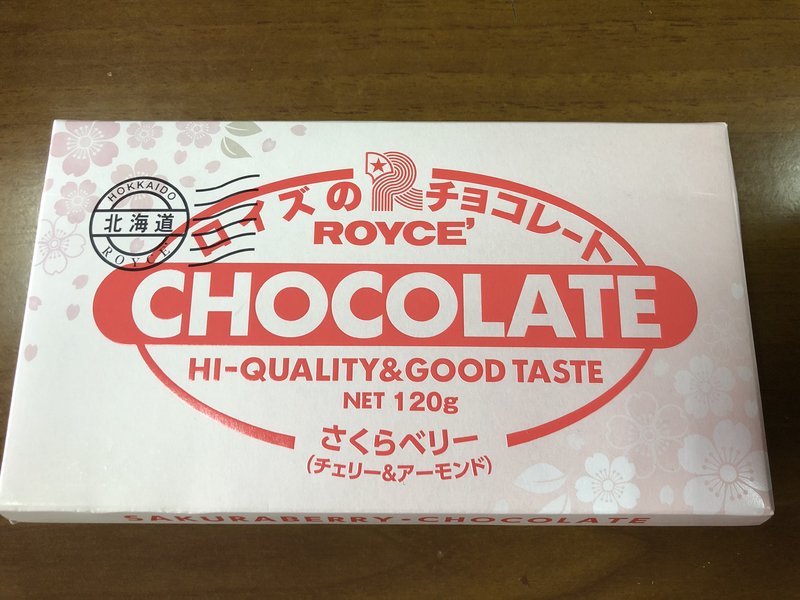 HOKKAIDO
北海道
ROYCE
ロイズの R チョコレート
ROYCE'
CHOCOLATE
HI-QUALITY&GOOD TASTE
NET 120g
さくらベリー
(チェリー&アーモンド)
SAKURABERRY・CHOCOLATE